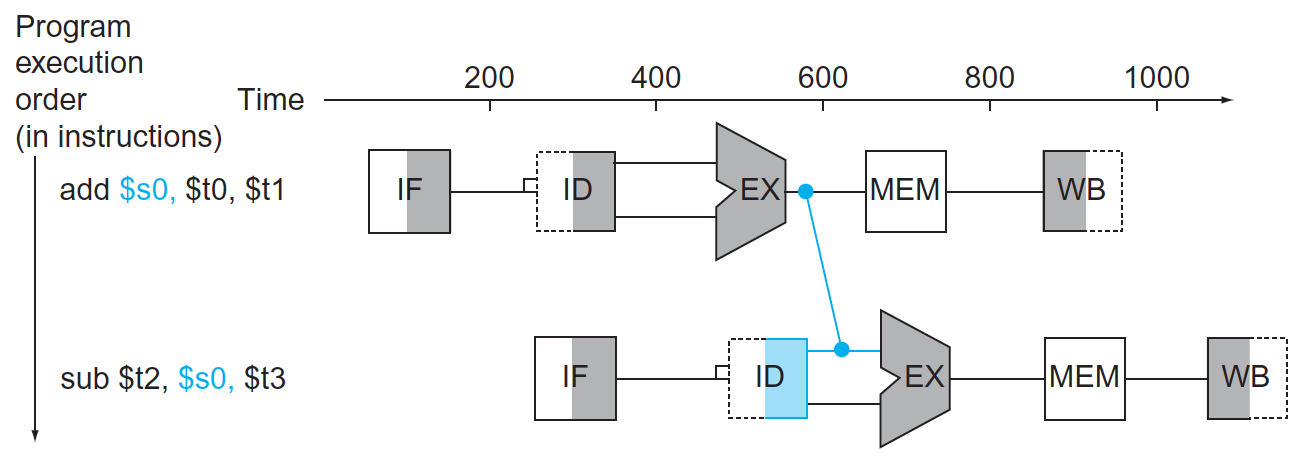 Program
execution
order
(in instructions)
Time
200 400 600 800 1000
add $s0, $t0, $t1
IF ID EX MEM WB
sub $t2, $s0, $t3
IF ID EX MEM WB